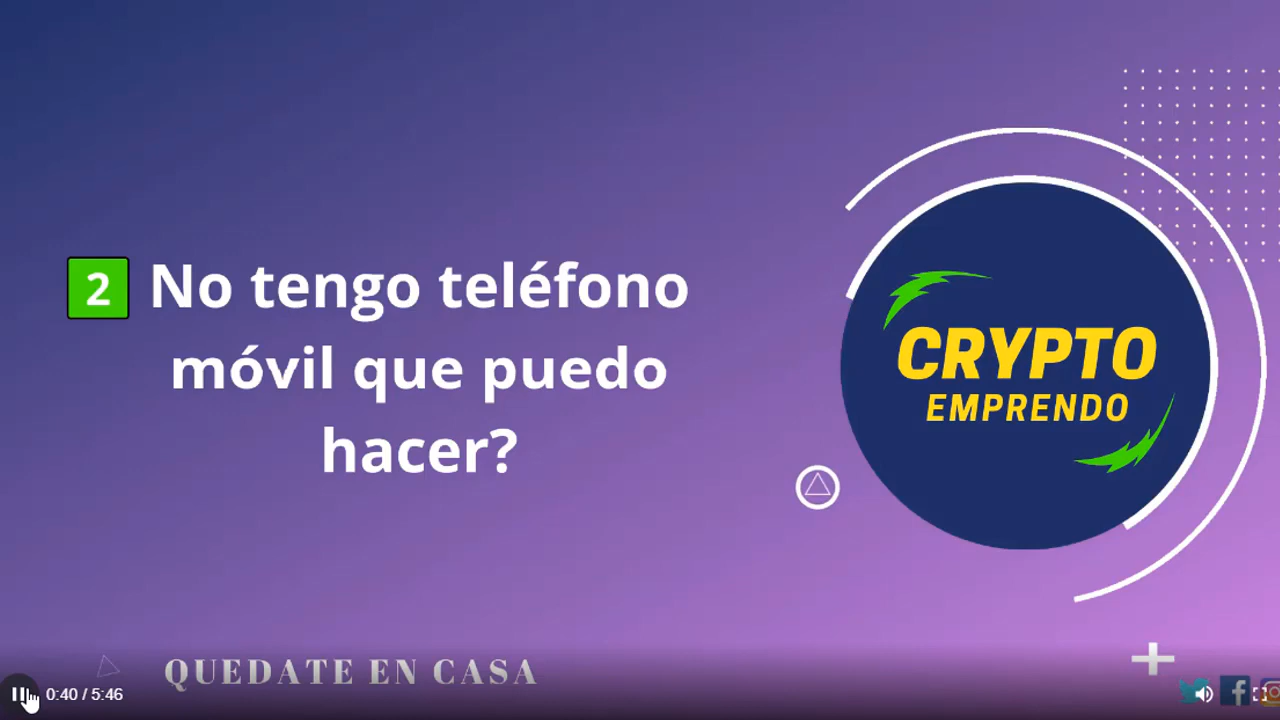 2 No tengo teléfono
móvil que puedo
hacer?
CRYPTO
EMPRENDO
QUEDATE EN CASA
0:40 / 5:46